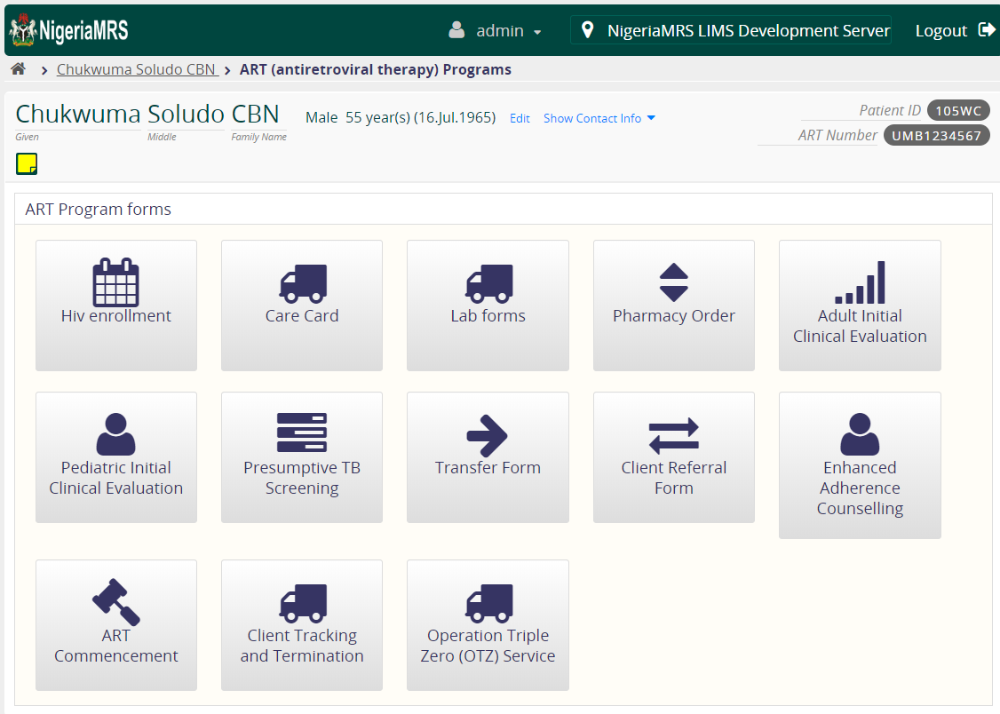 NigeriaMRS
admin
NigeriaMRS LIMS Development Server
Logout
Chukwuma Soludo CBN > ART (antiretroviral therapy) Programs
Chukwuma Soludo CBN
Given Middle Family Name
Male 55 year(s) (16.Jul.1965) Edit Show Contact Info
Patient ID 105WC
ART Number UMB1234567
ART Program forms
Hiv enrollment
Care Card
Lab forms
Pharmacy Order
Adult Initial
Clinical Evaluation
Pediatric Initial
Clinical Evaluation
Presumptive TB
Screening
Transfer Form
Client Referral
Form
Enhanced
Adherence
Counselling
ART
Commencement
Client Tracking
and Termination
Operation Triple
Zero (OTZ) Service